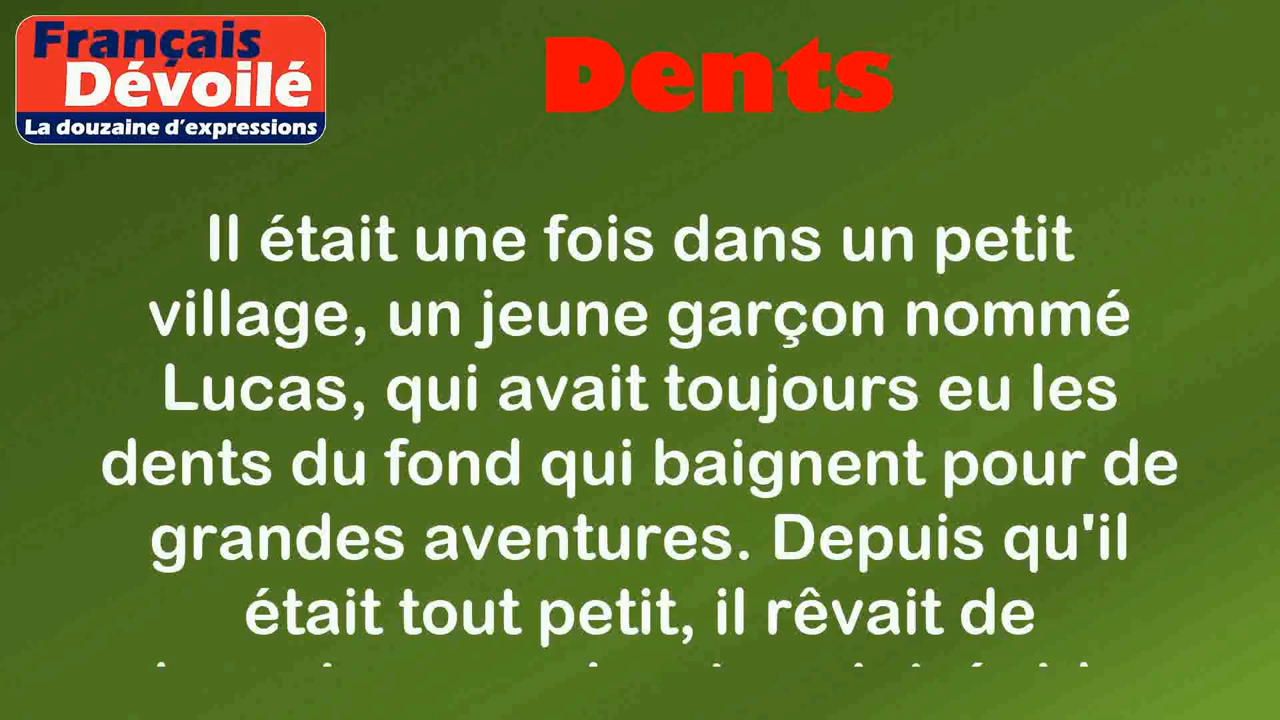 Français
Dévoilé
La douzaine d'expressions
Dents
Il était une fois dans un petit
village, un jeune garçon nommé
Lucas, qui avait toujours eu les
dents du fond qui baignent pour de
grandes aventures. Depuis qu'il
était tout petit, il rêvait de